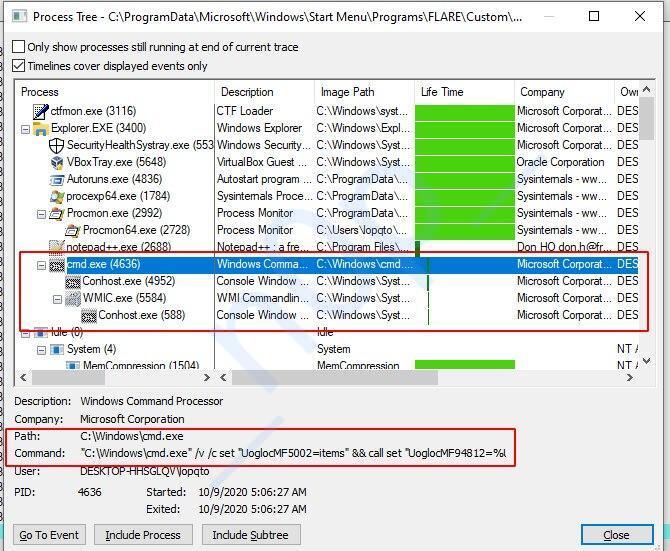 Process Tree - C:\ProgramData\Microsoft\Windows\Start Menu\Programs\FLARE\Custom\...
Only show processes still running at end of current trace
Timelines cover displayed events only
Process Description Image Path Life Time Company Own
ctfmon.exe (3116) CTF Loader C:\Windows\syst... Microsoft Corporat... DES
Explorer.EXE (3400) Windows Explorer C:\Windows\Expl... Microsoft Corporat... DES
SecurityHealthSystray.exe (553 Windows Securit... C:\Windows\Syst... Microsoft Corporat... DES
VBoxTray.exe (5648) VirtualBox Guest ... C:\Windows\Syst... Oracle Corporation DES
Autoruns.exe (4836) Autostart program ... C:\ProgramData\... Sysinternals - ww... DES
procexp64.exe (1784) Sysinternals Proce... C:\ProgramData\... Sysinternals - ww... DES
Procmon.exe (2992) Process Monitor C:\ProgramData\... Sysinternals - ww... DES
Procmon64.exe (2728) Process Monitor C:\Users\lopqto\... Sysinternals - ww... DES
notepad++.exe (2688) Notepad++ : a fre... C:\Program Files\... Don HO don.h@fr... DES
cmd.exe (4636) Windows Comma... C:\Windows\cmd.... Microsoft Corporat... DES
Conhost.exe (4952) Console Window ... C:\Windows\Syst... Microsoft Corporat... DES
WMIC.exe (5584) WMI Commandlin... C:\Windows\Syst... Microsoft Corporat... DES
Conhost.exe (588) Console Window ... C:\Windows\Syst... Microsoft Corporat... DES
Idle (0) Idle
System (4) System NT A
MemCompression (1504) MemCompression NT A
Description: Windows Command Processor
Company: Microsoft Corporation
Path: C:\Windows\cmd.exe
Command: "C:\Windows\cmd.exe" /v /c set "UoglocMF5002=items" && call set "UoglocMF94812=%l
User: DESKTOP-HHSGLQV\lopqto
PID: 4636 Started: 10/9/2020 5:06:27 AM
Exited: 10/9/2020 5:06:27 AM
Go To Event Include Process Include Subtree Close